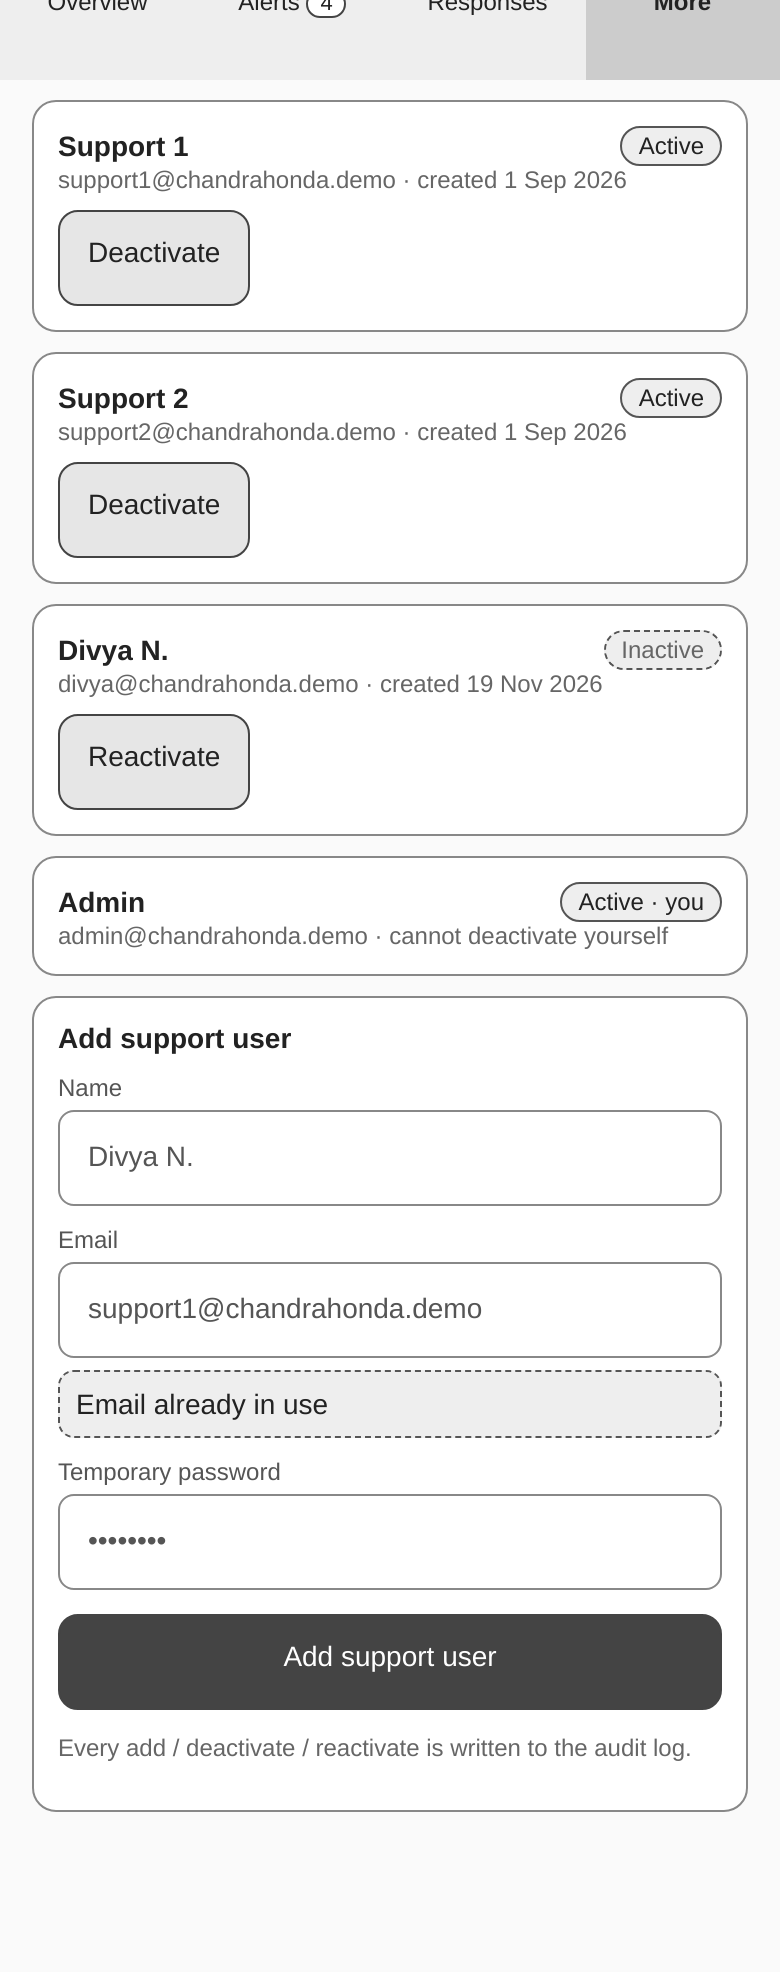 Overview Alerts 4 Responses More
Support 1 Active
support1@chandrahonda.demo · created 1 Sep 2026
Deactivate
Support 2 Active
support2@chandrahonda.demo · created 1 Sep 2026
Deactivate
Divya N. Inactive
divya@chandrahonda.demo · created 19 Nov 2026
Reactivate
Admin Active · you
admin@chandrahonda.demo · cannot deactivate yourself
Add support user
Name
Divya N.
Email
support1@chandrahonda.demo
Email already in use
Temporary password
••••••••
Add support user
Every add / deactivate / reactivate is written to the audit log.